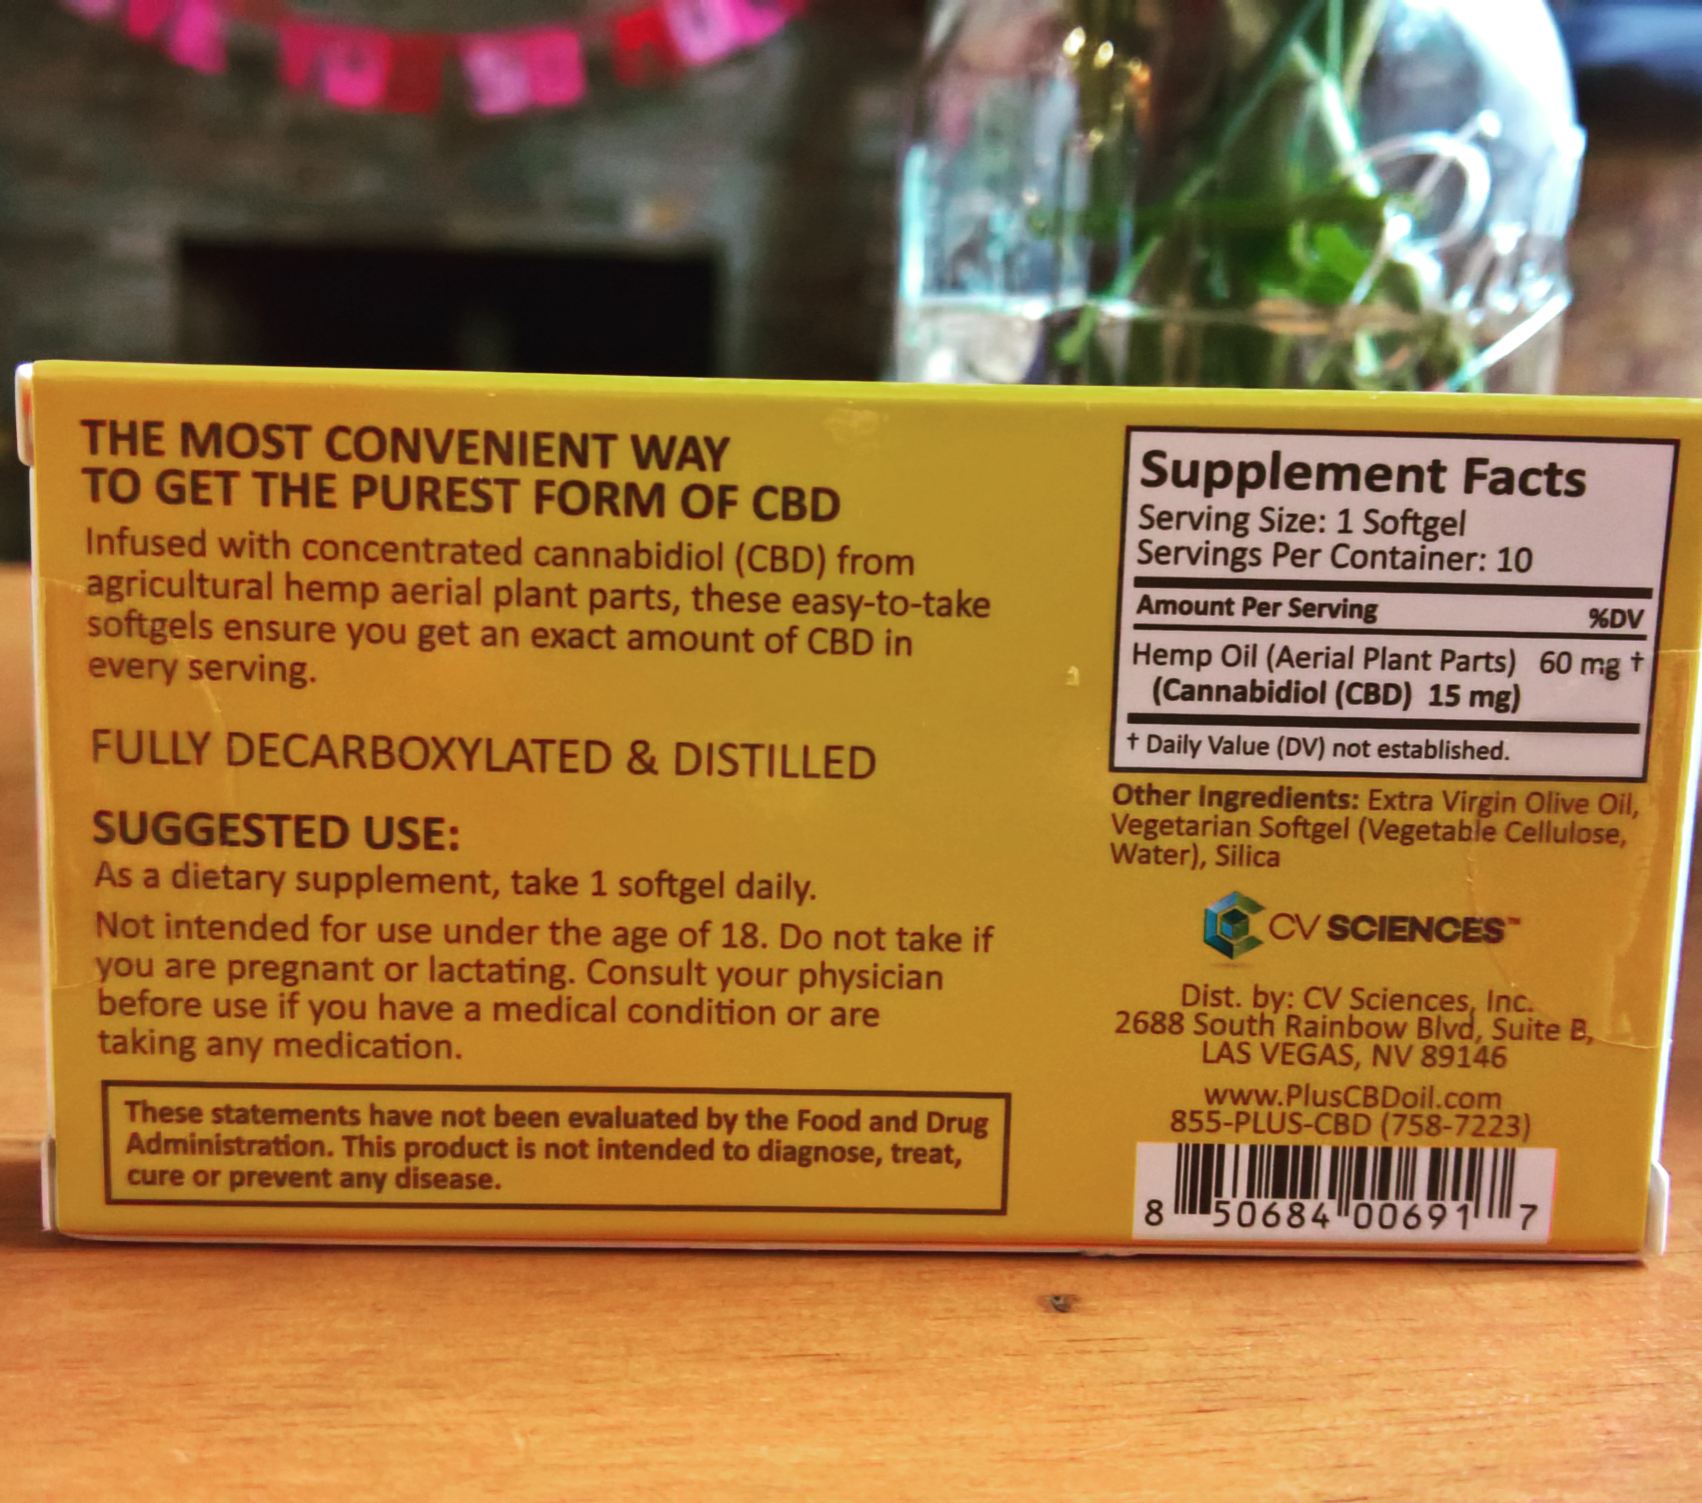 THE MOST CONVENIENT WAY
TO GET THE PUREST FORM OF CBD
Infused with concentrated cannabidiol (CBD) from
agricultural hemp aerial plant parts, these easy-to-take
softgels ensure you get an exact amount of CBD in
every serving.
FULLY DECARBOXYLATED & DISTILLED
SUGGESTED USE:
As a dietary supplement, take 1 softgel daily.
Not intended for use under the age of 18. Do not take if
you are pregnant or lactating. Consult your physician
before use if you have a medical condition or are
taking any medication.
These statements have not been evaluated by the Food and Drug
Administration. This product is not intended to diagnose, treat,
cure or prevent any disease.
Supplement Facts
Serving Size: 1 Softgel
Servings Per Container: 10
Amount Per Serving %DV
Hemp Oil (Aerial Plant Parts) 60 mg †
(Cannabidiol (CBD) 15 mg)
† Daily Value (DV) not established.
Other Ingredients: Extra Virgin Olive Oil,
Vegetarian Softgel (Vegetable Cellulose,
Water), Silica
CV SCIENCES™
Dist. by: CV Sciences, Inc.
2688 South Rainbow Blvd, Suite B,
LAS VEGAS, NV 89146
www.PlusCBDoil.com
855-PLUS-CBD (758-7223)
8 50684 00691 7